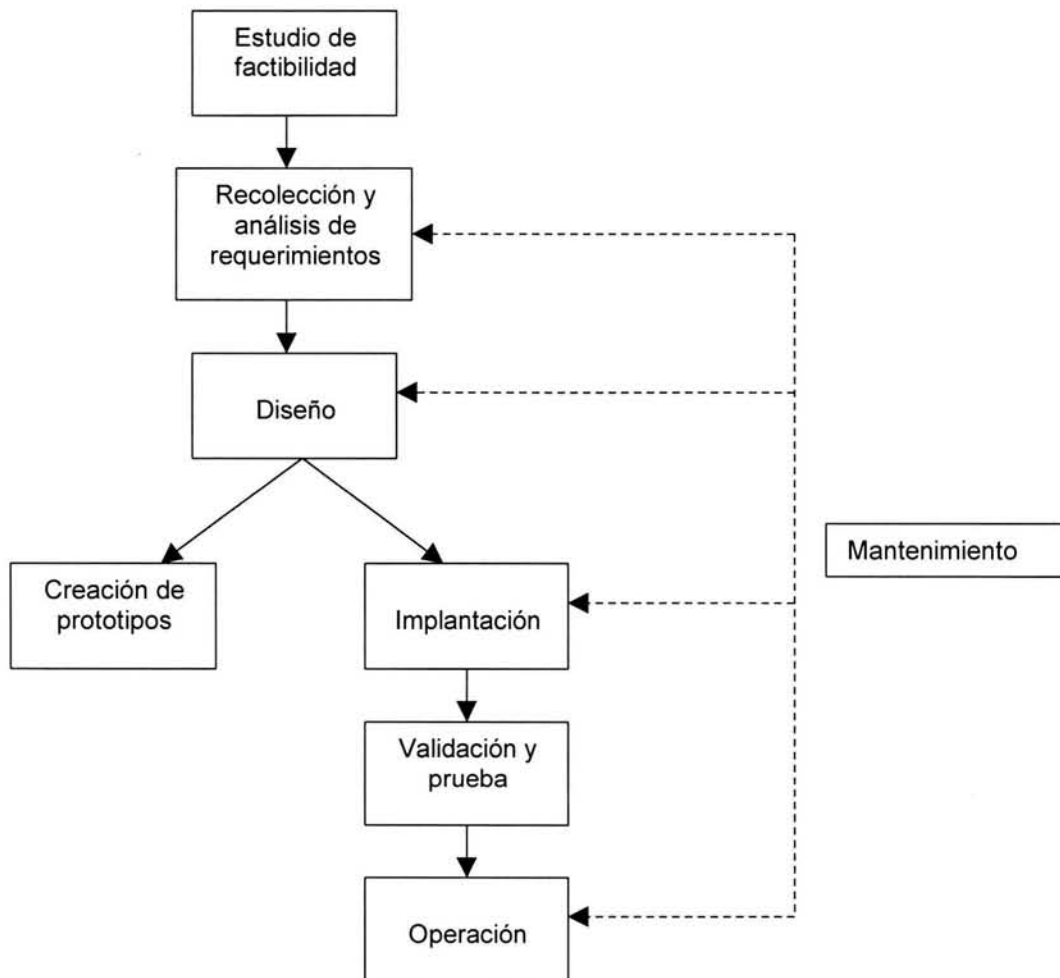 Estudio de
factibilidad
Recolección y
análisis de
requerimientos
Diseño
Mantenimiento
Creación de
prototipos
Implantación
Validación y
prueba
Operación